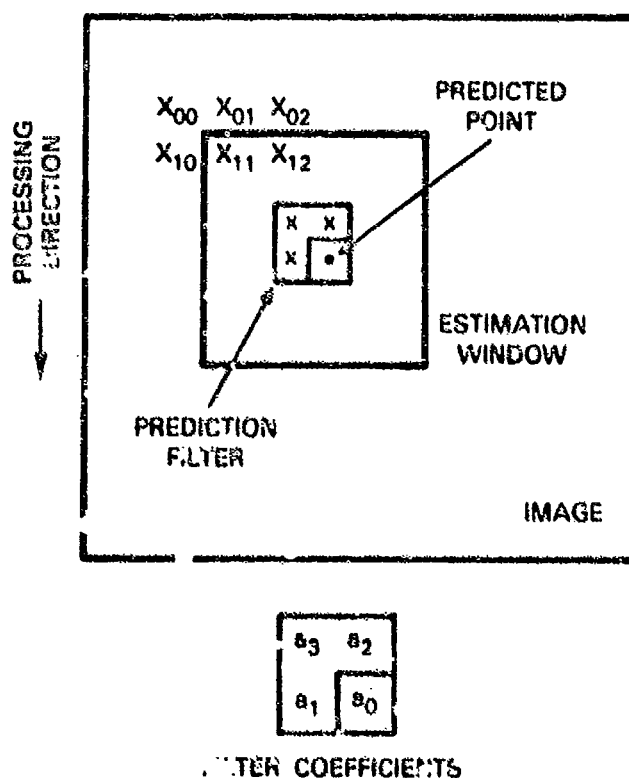 PROCESSING
DIRECTION
X00 X01 X02
X10 X11 X12
PREDICTED
POINT
X X
X
ESTIMATION
WINDOW
PREDICTION
FILTER
IMAGE
a3 a2
a1 a0
COEFFICIENTS